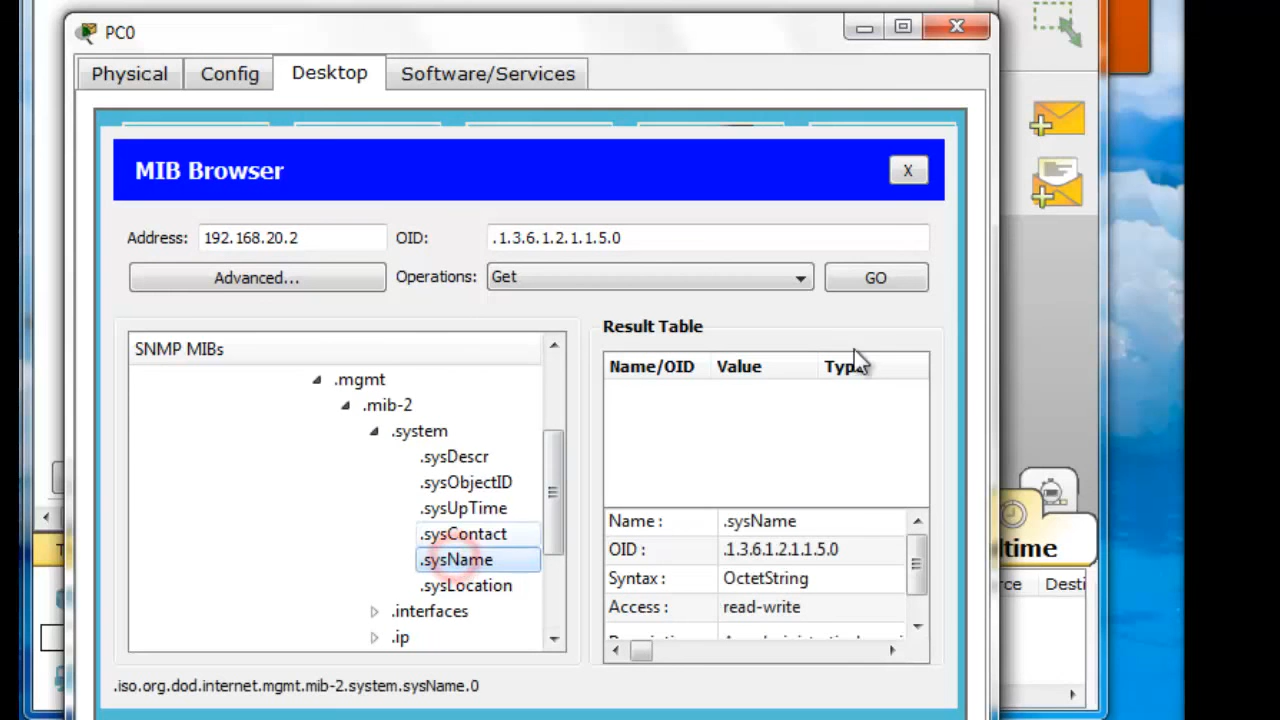 PC0
Physical Config Desktop Software/Services
MIB Browser X
Address: 192.168.20.2 OID: .1.3.6.1.2.1.1.5.0
Advanced... Operations: Get GO
Result Table
SNMP MIBs
Name/OID Value Type
.mgmt
.mib-2
.system
.sysDescr
.sysObjectID
.sysUpTime
.sysContact
.sysName
.sysLocation
.interfaces
.ip
Name : .sysName
OID : .1.3.6.1.2.1.1.5.0
Syntax : OctetString
Access : read-write
.iso.org.dod.internet.mgmt.mib-2.system.sysName.0
ltime
rce Desti